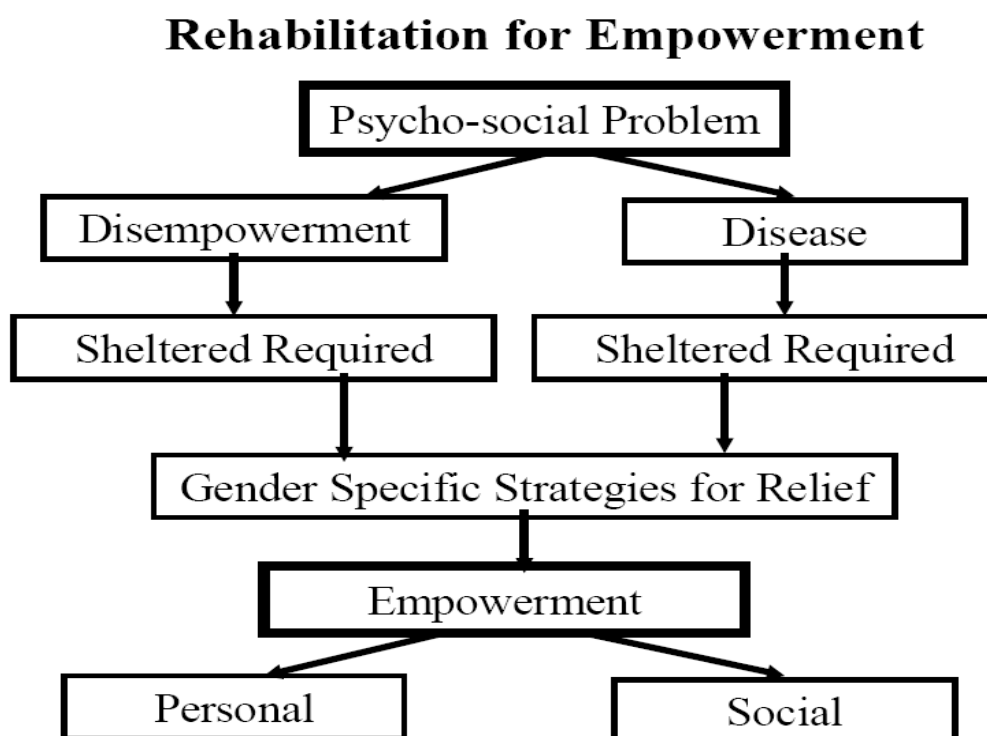 Rehabilitation for Empowerment
Psycho-social Problem
Disempowerment
Disease
Sheltered Required
Sheltered Required
Gender Specific Strategies for Relief
Empowerment
Personal
Social